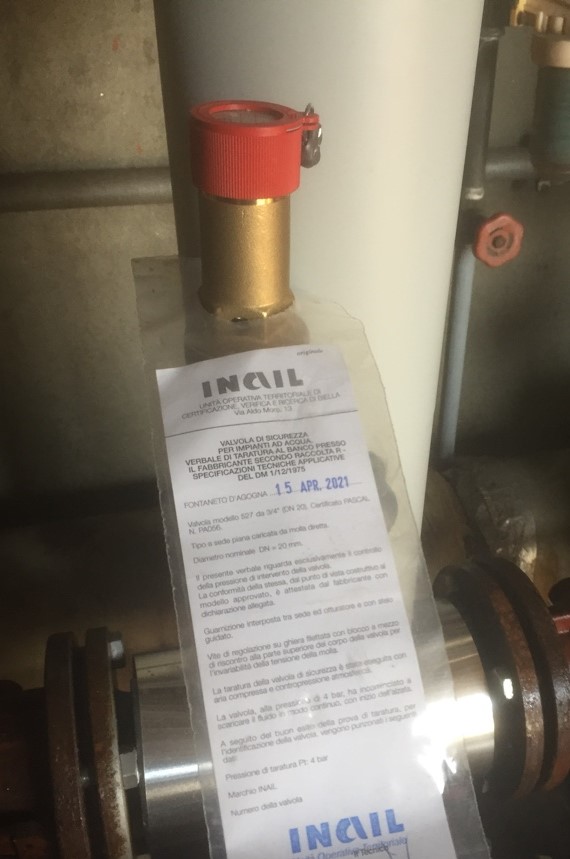 originale
INAIL
UNITÀ OPERATIVA TERRITORIALE DI
CERTIFICAZIONE, VERIFICA E RICERCA DI BIELLA
Via Aldo Moro, 13
VALVOLA DI SICUREZZA
PER IMPIANTI AD ACQUA.
VERBALE DI TARATURA AL BANCO PRESSO
IL FABBRICANTE SECONDO RACCOLTA R –
SPECIFICAZIONI TECNICHE APPLICATIVE
DEL DM 1/12/1975
FONTANETO D'AGOGNA 15 APR. 2021
Valvola modello 527 da 3/4" (DN 20), Certificato PASCAL
N. PA056.
Tipo a sede piana caricata da molla diretta.
Diametro nominale DN = 20 mm.
Il presente verbale riguarda esclusivamente il controllo
della pressione di intervento della valvola.
La conformità della stessa, dal punto di vista costruttivo al
modello approvato, è attestata dal fabbricante con
dichiarazione allegata.
Guarnizione interposta tra sede ed otturatore a con stelo
guidato.
Vite di regolazione su ghiera filettata con blocco a mezzo
di riscontro alla parte superiore del corpo delle valvole per
l'invariabilità della tensione della molla.
La taratura della valvola di sicurezza è stata eseguita con
aria compressa e contropressione atmosferica.
La valvola, alla pressione di 4 bar, ha incominciato a
scaricare il fluido in modo continuo, con inizio dell'alzata.
A seguito del buon esito della prova di taratura, per
l'identificazione della valvola, vengono punzonati i seguenti
dati:
Pressione di taratura Pt: 4 bar
Marchio INAIL
Numero della valvola
INAIL
Unità Operativa Territoriale
Tecnico